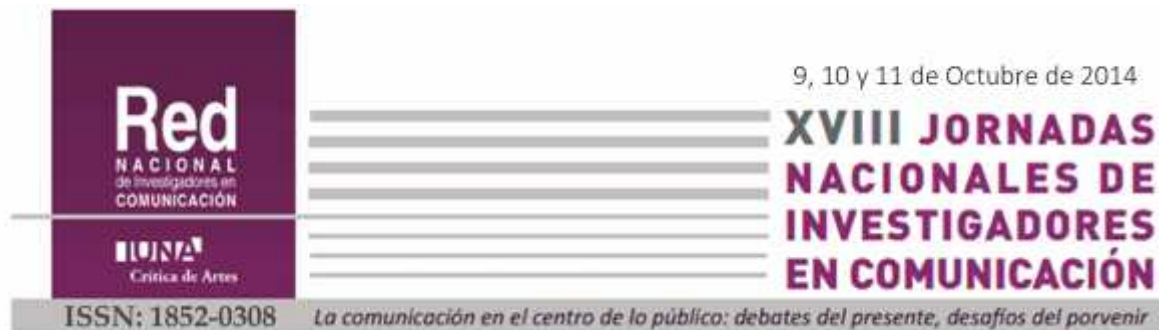 Red
NACIONAL
de Investigadores en
COMUNICACIÓN
IUNA
Crítica de Artes
9, 10 y 11 de Octubre de 2014
XVIII JORNADAS
NACIONALES DE
INVESTIGADORES
EN COMUNICACIÓN
ISSN: 1852-0308 La comunicación en el centro de lo público: debates del presente, desafíos del porvenir